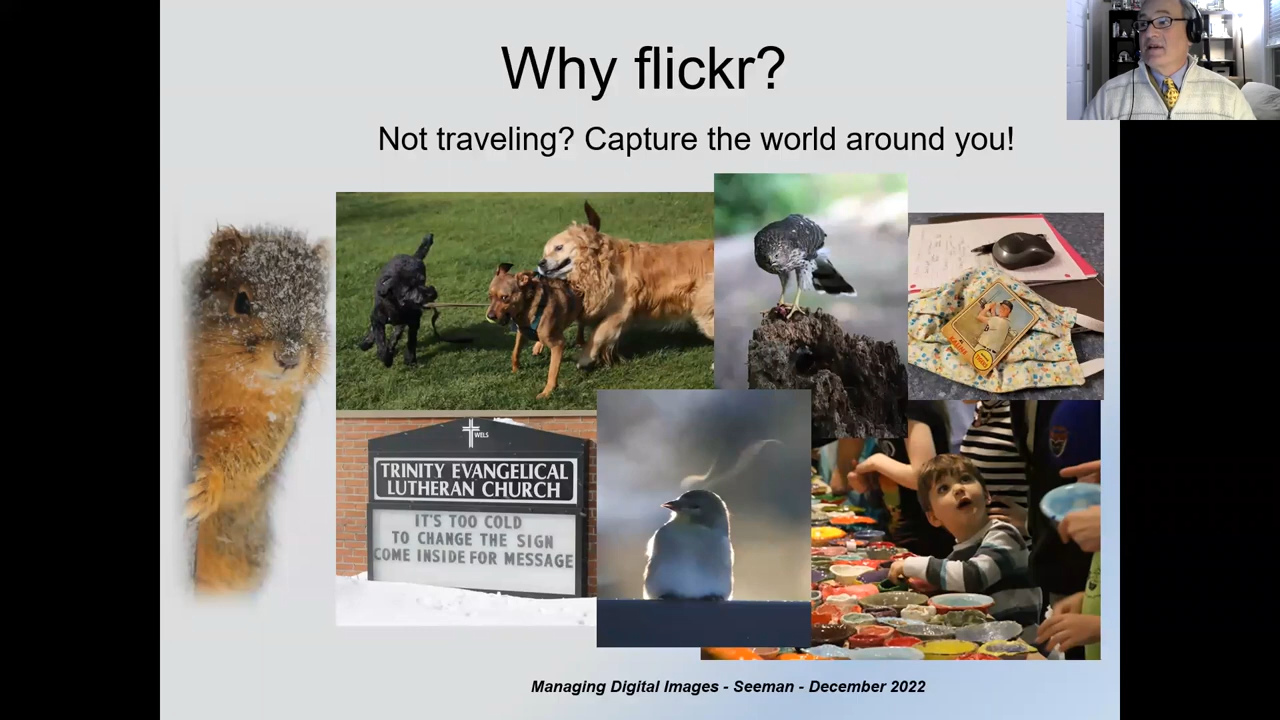 Why flickr?
Not traveling? Capture the world around you!
WELS
TRINITY EVANGELICAL
LUTHERAN CHURCH
IT'S TOO COLD
TO CHANGE THE SIGN
COME INSIDE FOR MESSAGE
Managing Digital Images - Seeman - December 2022